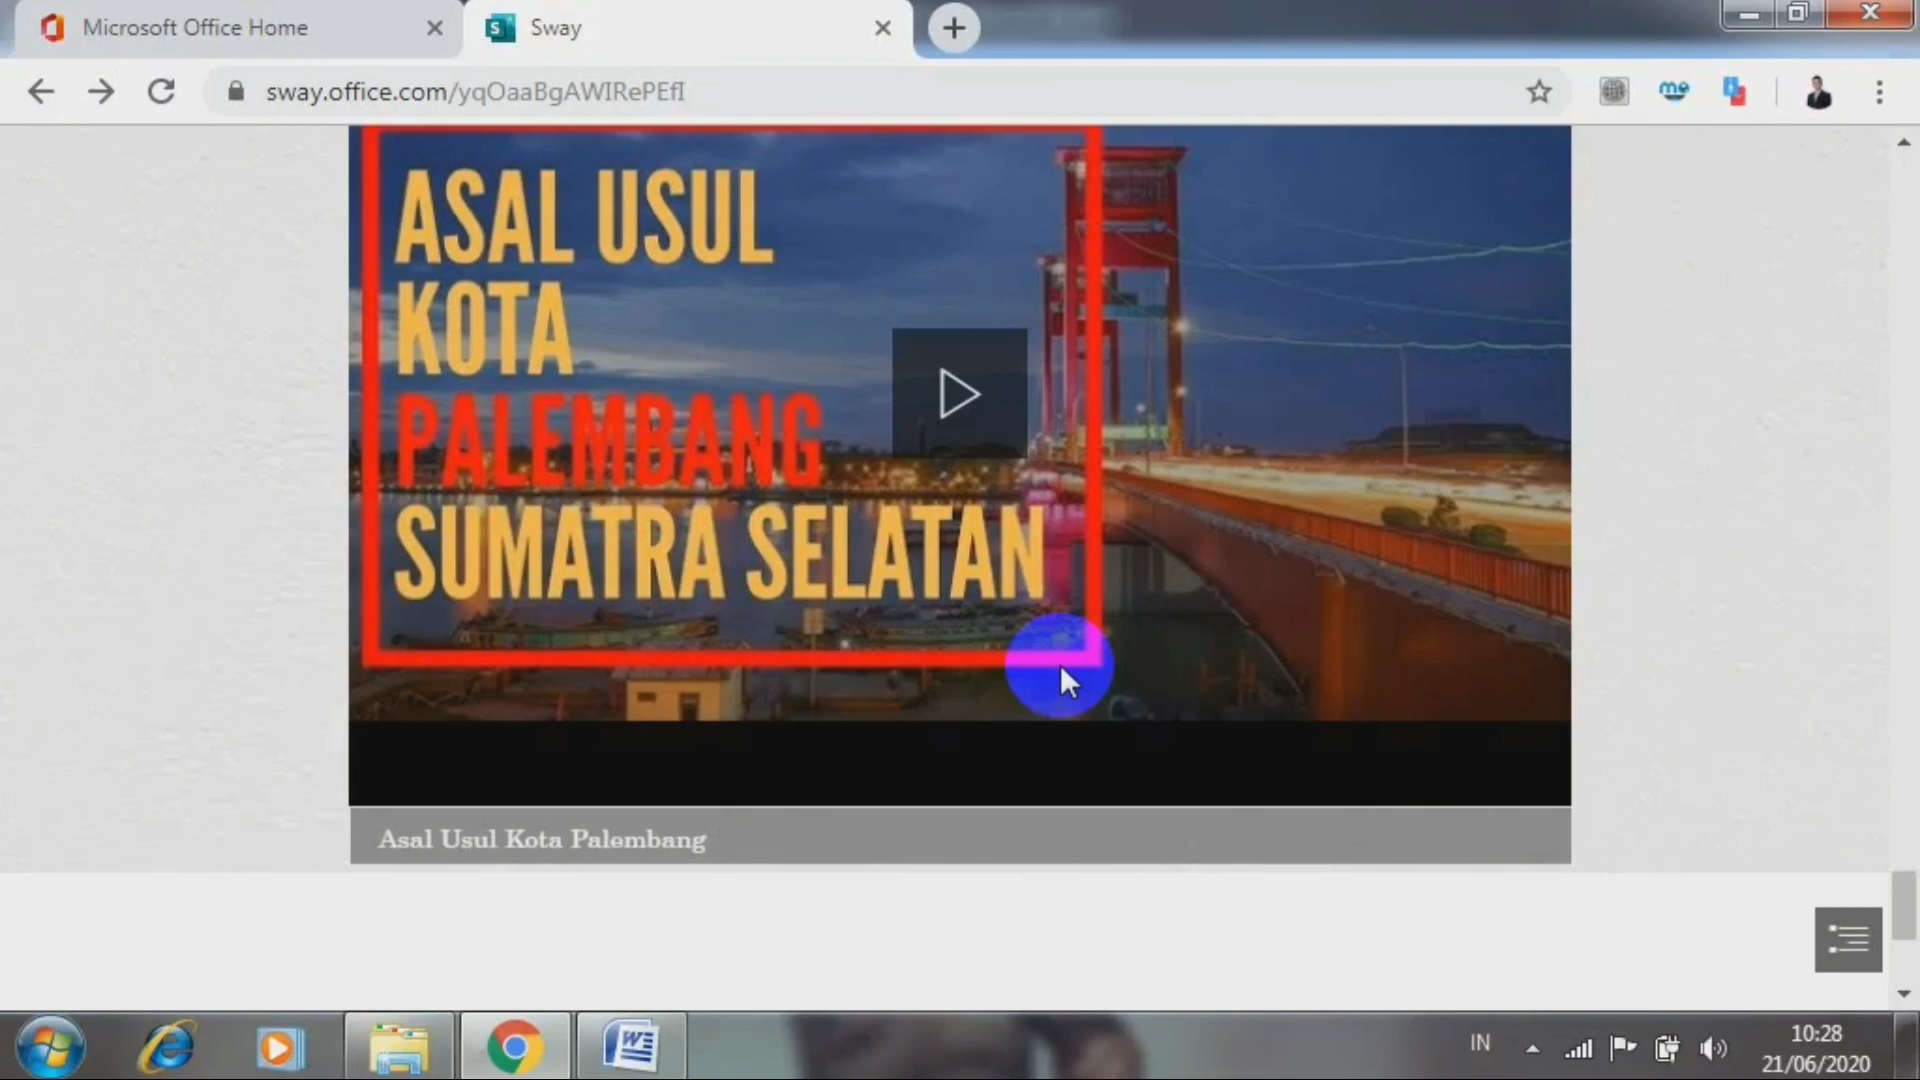 Microsoft Office Home
Sway
sway.office.com/yqOaaBgAWIRePEfI
ASAL USUL
KOTA
PALEMBANG
SUMATRA SELATAN
Asal Usul Kota Palembang
IN
10:28
21/06/2020